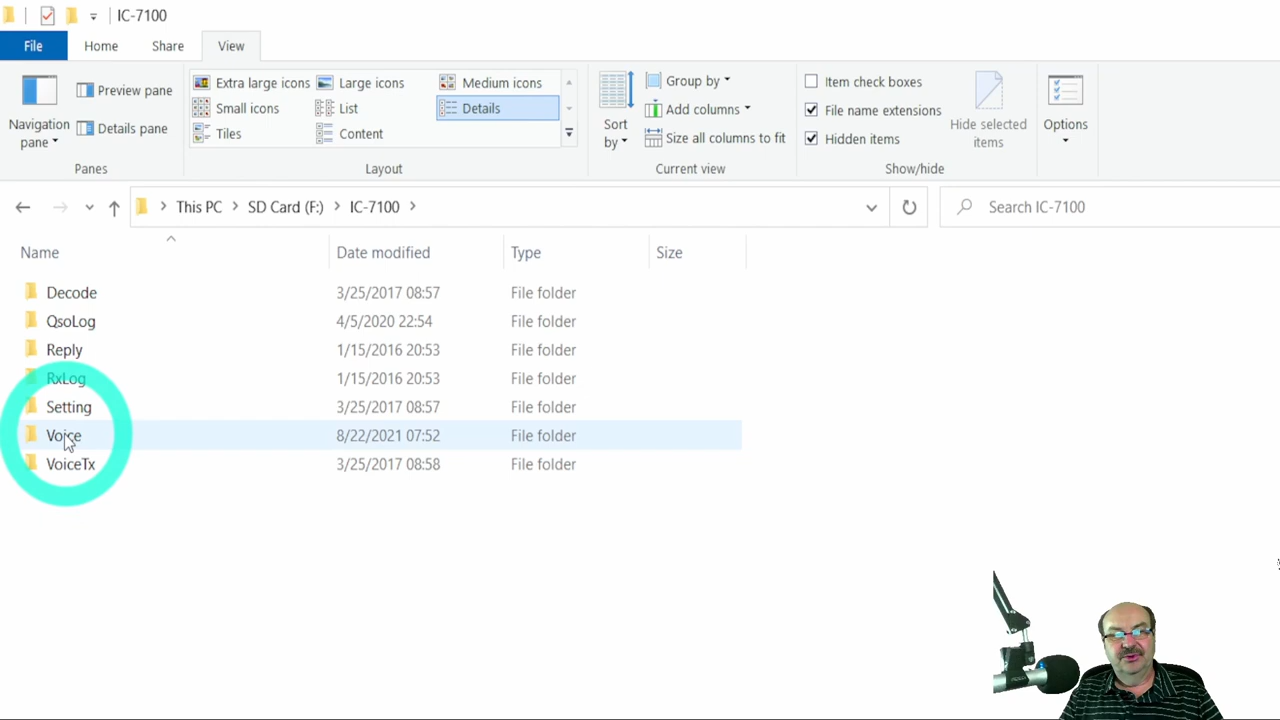 IC-7100
File Home Share View
Navigation pane
Preview pane
Details pane
Panes
Extra large icons Large icons Medium icons
Small icons List Details
Tiles Content
Layout
Sort by
Group by
Add columns
Size all columns to fit
Current view
Item check boxes
File name extensions
Hidden items
Hide selected items
Show/hide
Options
This PC SD Card (F:) IC-7100
Search IC-7100
Name Date modified Type Size
Decode 3/25/2017 08:57 File folder
QsoLog 4/5/2020 22:54 File folder
Reply 1/15/2016 20:53 File folder
RxLog 1/15/2016 20:53 File folder
Setting 3/25/2017 08:57 File folder
Voice 8/22/2021 07:52 File folder
VoiceTx 3/25/2017 08:58 File folder